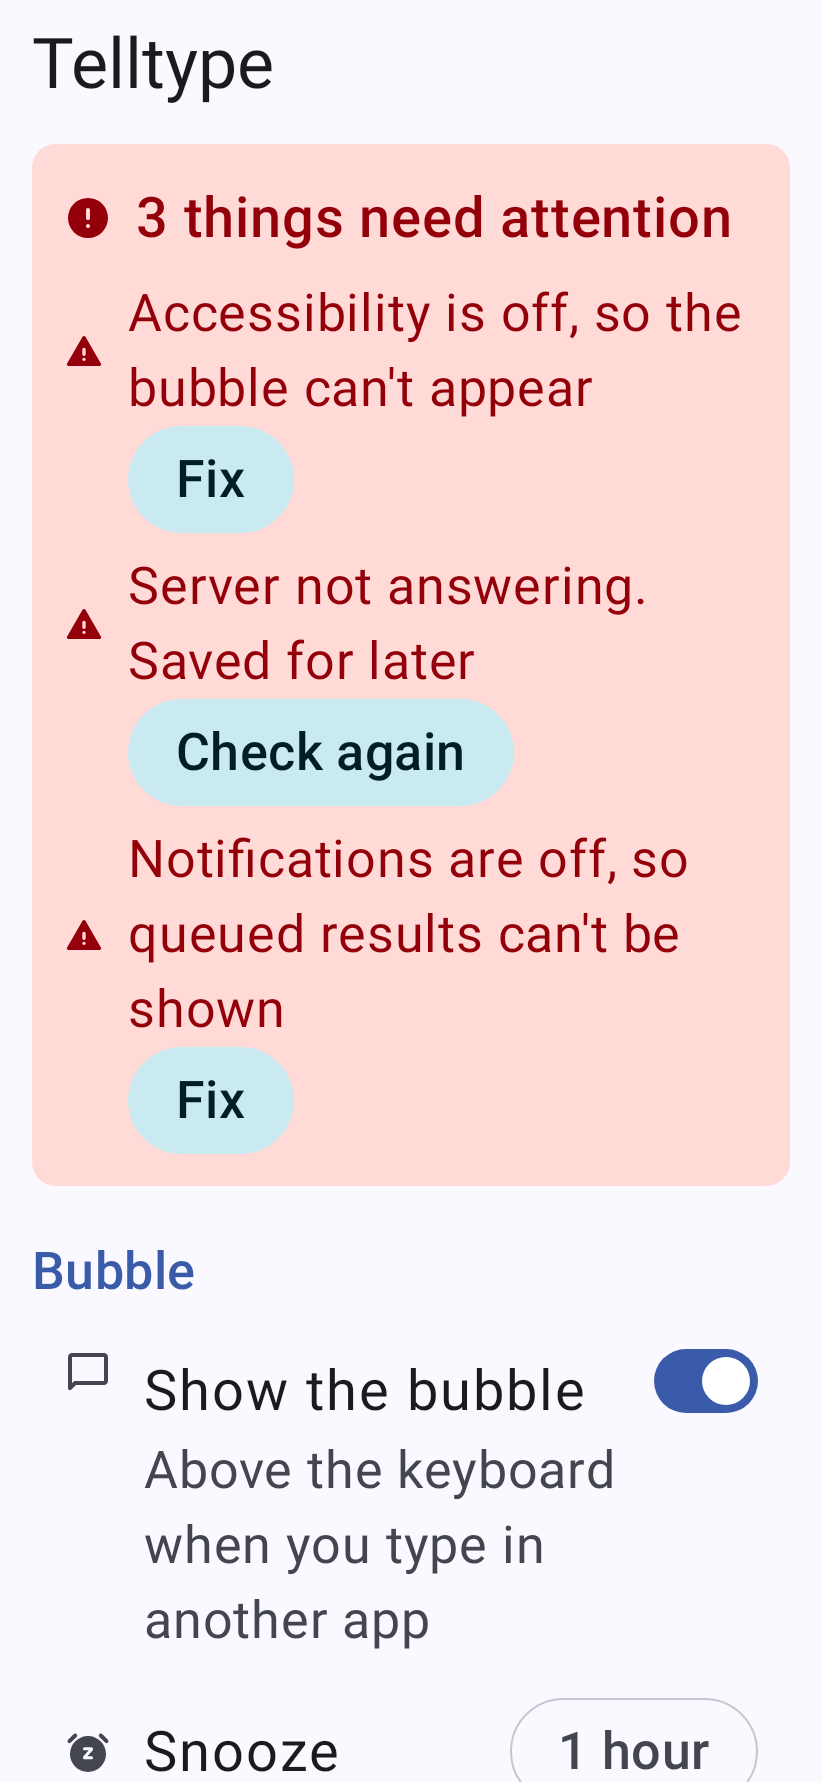 Telltype
3 things need attention
Accessibility is off, so the
bubble can't appear
Fix
Server not answering.
Saved for later
Check again
Notifications are off, so
queued results can't be
shown
Fix
Bubble
Show the bubble
Above the keyboard
when you type in
another app
Snooze
1 hour